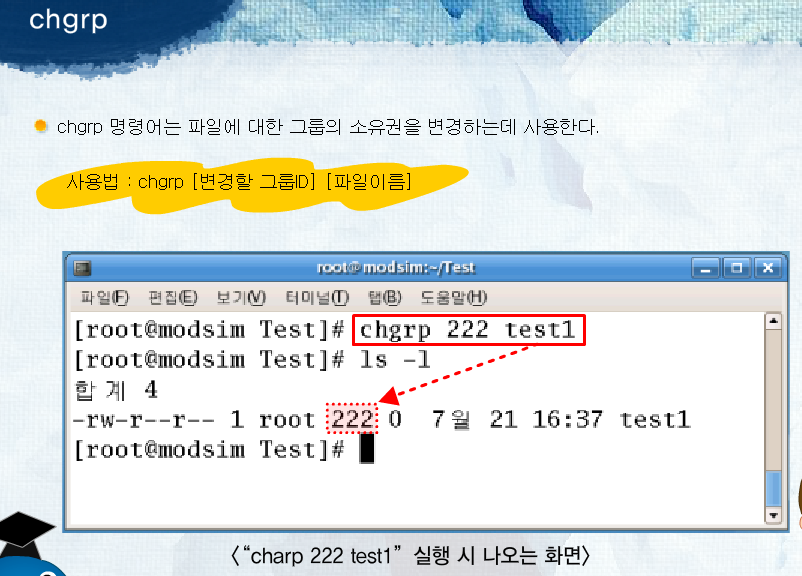 chgrp
chgrp 명령어는 파일에 대한 그룹의 소유권을 변경하는데 사용한다.
사용법 : chgrp [변경할 그룹ID] [파일이름]
root@modsim:~/Test
파일(F) 편집(E) 보기(V) 터미널(T) 탭(B) 도움말(H)
[root@modsim Test]# chgrp 222 test1
[root@modsim Test]# ls -l
합계 4
-rw-r--r-- 1 root 222 0 7월 21 16:37 test1
[root@modsim Test]#
〈“charp 222 test1” 실행 시 나오는 화면〉